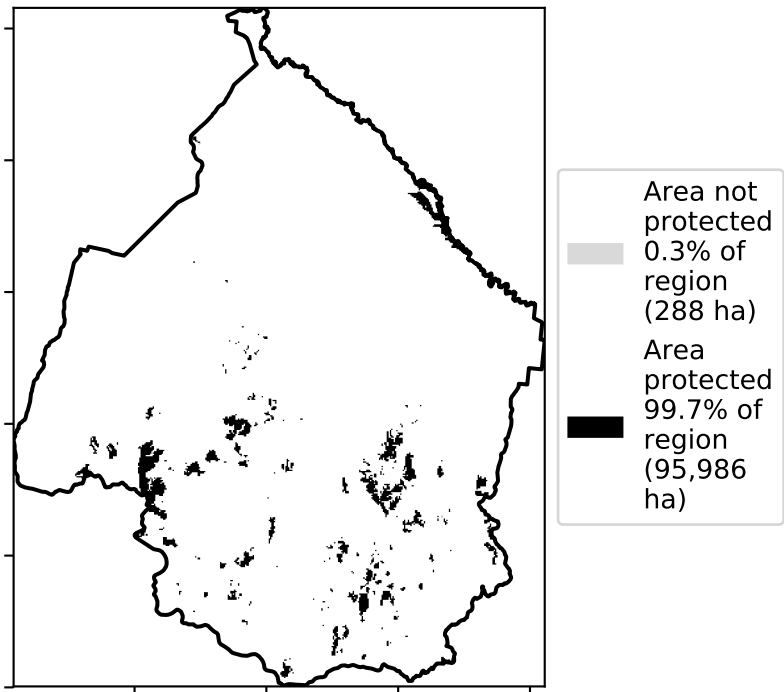 Area not
protected
0.3% of
region
(288 ha)
Area
protected
99.7% of
region
(95,986
ha)